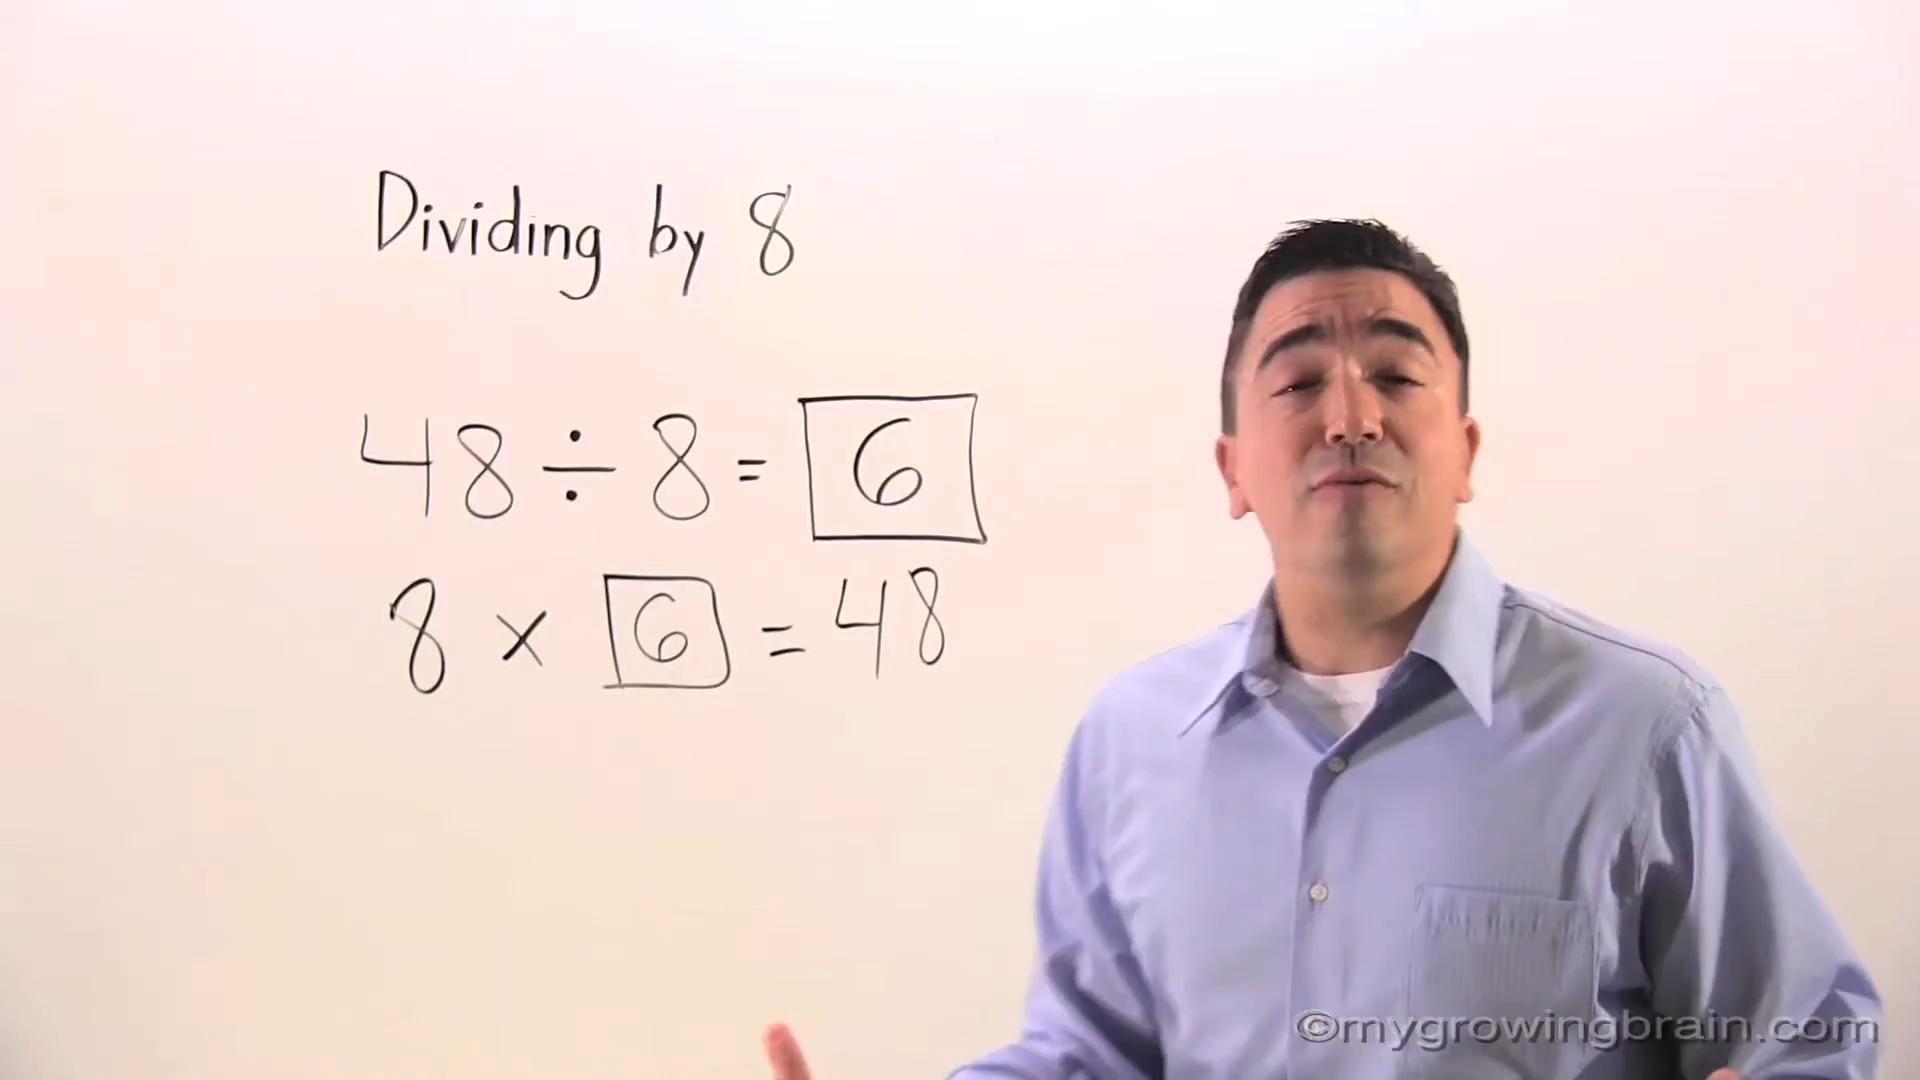 Dividing by 8
48 ÷ 8 = 6
8 × 6 = 48
©mygrowingbrain.com